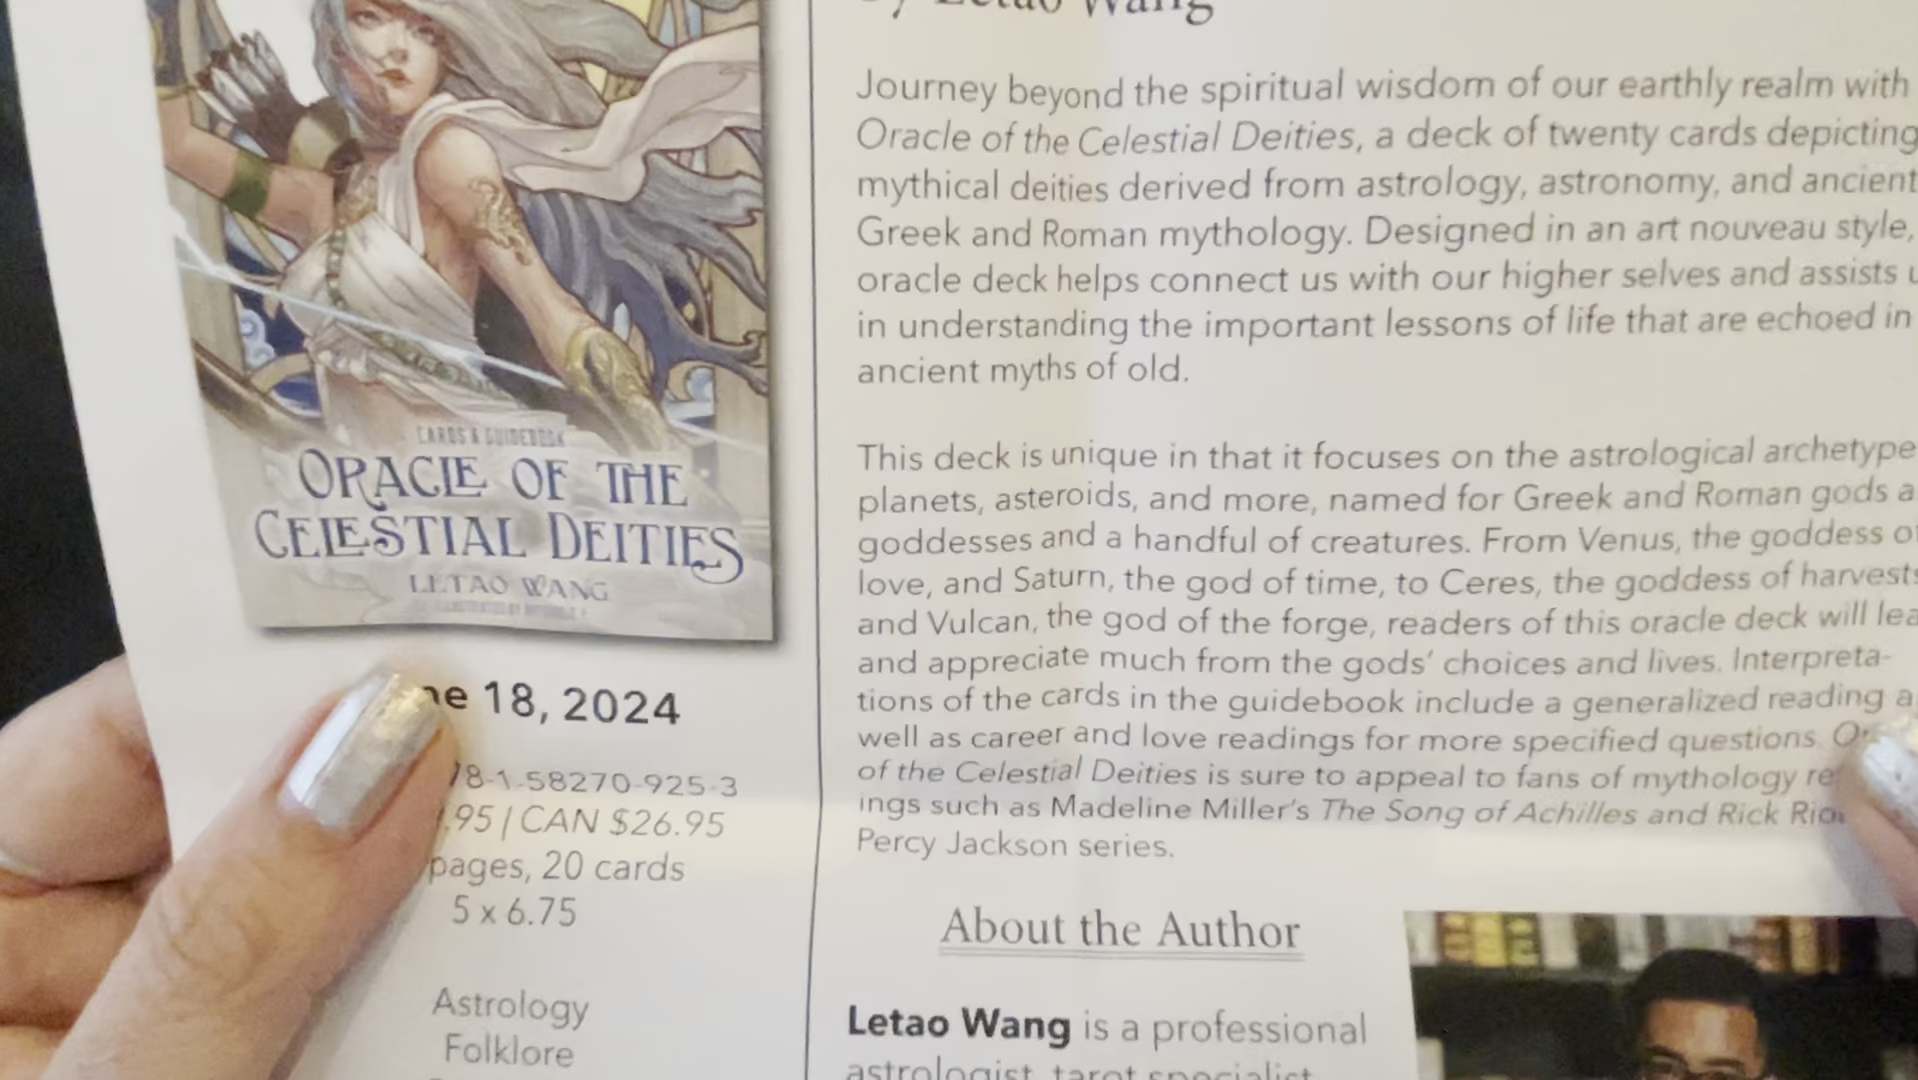 CARDS & GUIDEBOOK
ORACLE OF THE
CELESTIAL DEITIES
LETAO WANG
ne 18, 2024
78-1-58270-925-3
.95 | CAN $26.95
pages, 20 cards
5 x 6.75
Astrology
Folklore
by Letao Wang
Journey beyond the spiritual wisdom of our earthly realm with
Oracle of the Celestial Deities, a deck of twenty cards depicting
mythical deities derived from astrology, astronomy, and ancient
Greek and Roman mythology. Designed in an art nouveau style,
oracle deck helps connect us with our higher selves and assists u
in understanding the important lessons of life that are echoed in
ancient myths of old.
This deck is unique in that it focuses on the astrological archetype
planets, asteroids, and more, named for Greek and Roman gods a
goddesses and a handful of creatures. From Venus, the goddess of
love, and Saturn, the god of time, to Ceres, the goddess of harvests
and Vulcan, the god of the forge, readers of this oracle deck will lea
and appreciate much from the gods' choices and lives. Interpreta-
tions of the cards in the guidebook include a generalized reading a
well as career and love readings for more specified questions. O
of the Celestial Deities is sure to appeal to fans of mythology re
ings such as Madeline Miller's The Song of Achilles and Rick Rio
Percy Jackson series.
About the Author
Letao Wang is a professional
astrologist, tarot specialist